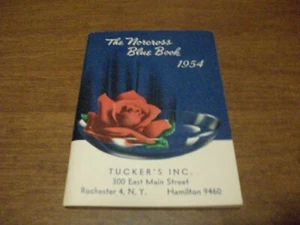 The Norcross
Blue Book
1954
TUCKER'S INC.
300 East Main Street
Rochester 4, N. Y. Hamilton 9460